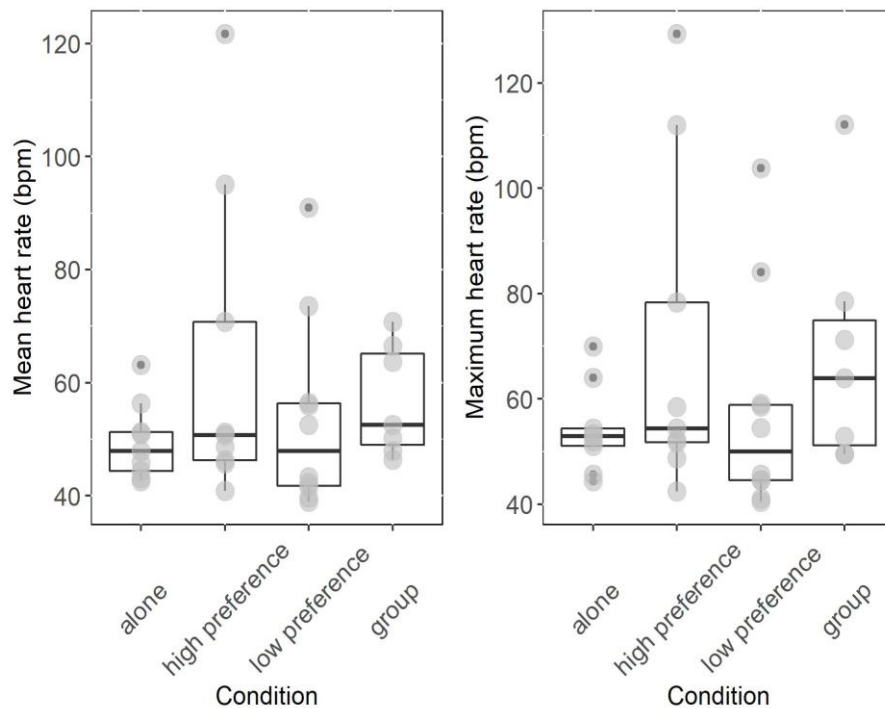 Mean heart rate (bpm)
120
100
80
60
40
alone
high preference
low preference
group
Condition
Maximum heart rate (bpm)
120
100
80
60
40
alone
high preference
low preference
group
Condition